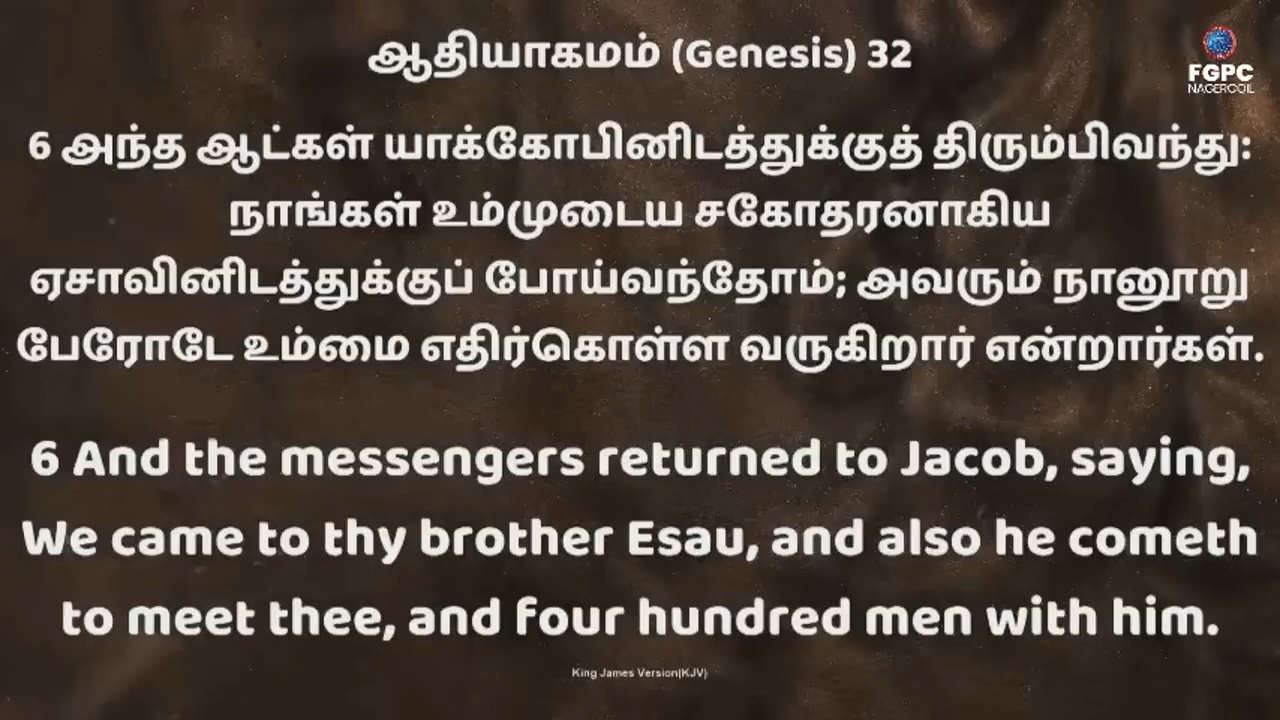 ஆதியாகமம் (Genesis) 32
FGPC
NAGERCOIL
6 அந்த ஆட்கள் யாக்கோபினிடத்துக்குத் திரும்பிவந்து:
நாங்கள் உம்முடைய சகோதரனாகிய
ஏசாவினிடத்துக்குப் போய்வந்தோம்; அவரும் நானூறு
பேரோடே உம்மை எதிர்கொள்ள வருகிறார் என்றார்கள்.
6 And the messengers returned to Jacob, saying,
We came to thy brother Esau, and also he cometh
to meet thee, and four hundred men with him.
King James Version(KJV)